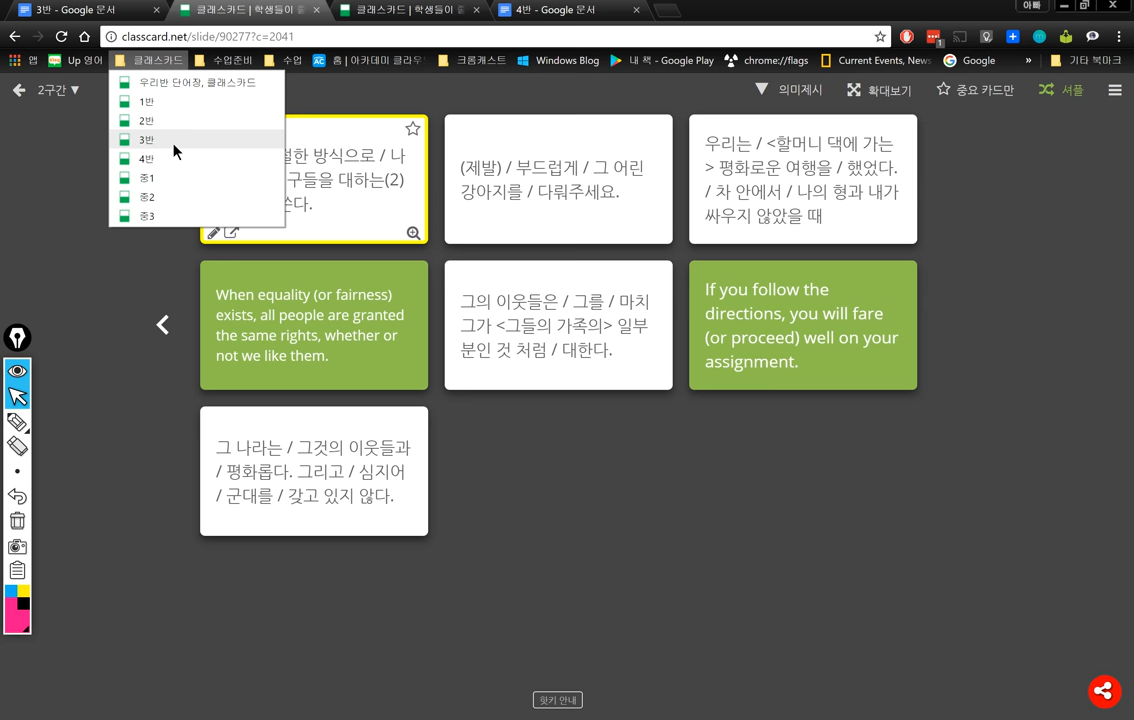 3반 - Google 문서
클래스카드 | 학생들이
클래스카드 | 학생들이
4반 - Google 문서
아빠
classcard.net/slide/90277?c=2041
앱
Up 영어
클래스카드
수업준비
수업
홈 | 아카데미 클라우
크롬캐스트
Windows Blog
내 책 - Google Play
chrome://flags
Current Events, News
Google
»
기타 북마크
우리반 단어장, 클래스카드
1반
2반
3반
4반
중1
중2
중3
2구간 ▼
의미제시
확대보기
중요 카드만
셔플
절한 방식으로 / 나
구들을 대하는(2)
쓴다.
(제발) / 부드럽게 / 그 어린
강아지를 / 다뤄주세요.
우리는 / <할머니 댁에 가는
> 평화로운 여행을 / 했었다.
/ 차 안에서 / 나의 형과 내가
싸우지 않았을 때
When equality (or fairness)
exists, all people are granted
the same rights, whether or
not we like them.
그의 이웃들은 / 그를 / 마치
그가 <그들의 가족의> 일부
분인 것 처럼 / 대한다.
If you follow the
directions, you will fare
(or proceed) well on your
assignment.
그 나라는 / 그것의 이웃들과
/ 평화롭다. 그리고 / 심지어
/ 군대를 / 갖고 있지 않다.
핫키 안내